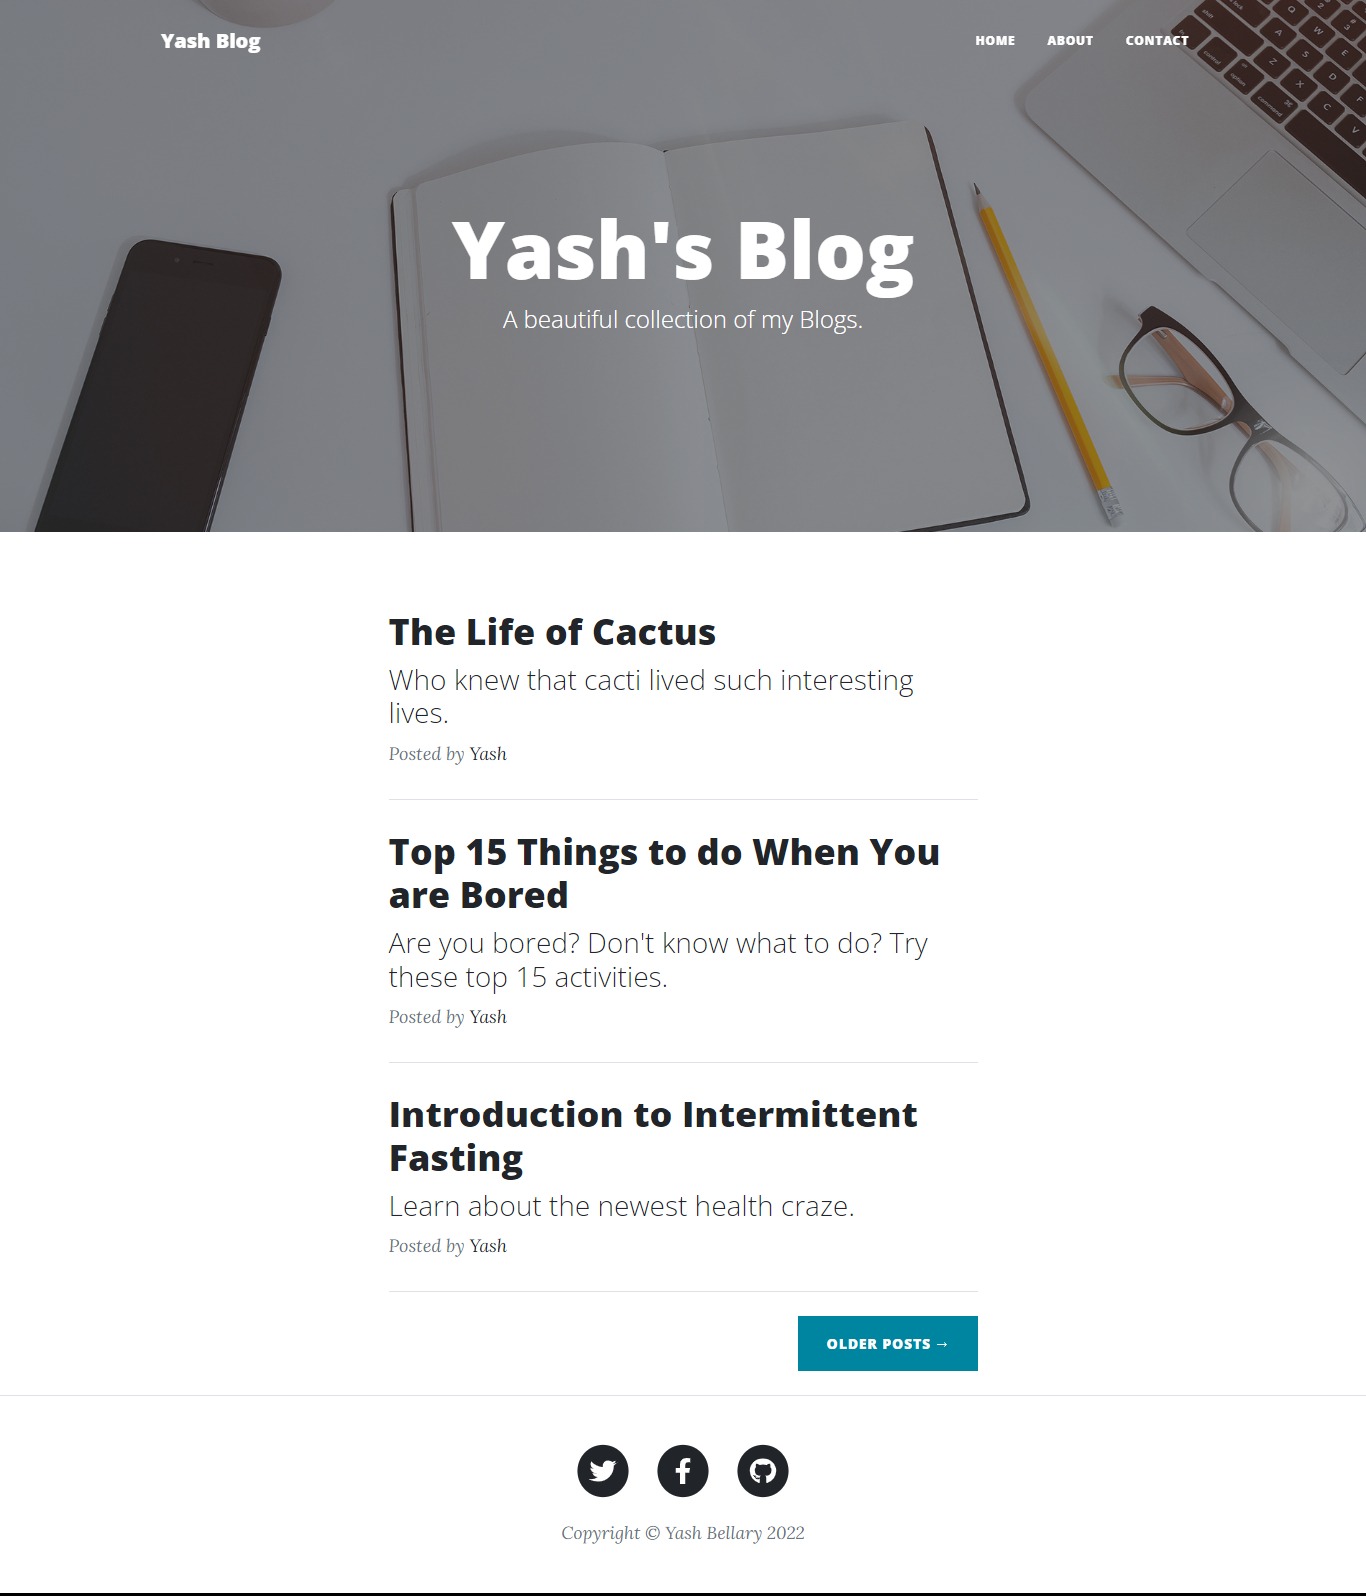 Yash Blog
HOME ABOUT CONTACT
Yash's Blog
A beautiful collection of my Blogs.
The Life of Cactus
Who knew that cacti lived such interesting
lives.
Posted by Yash
Top 15 Things to do When You
are Bored
Are you bored? Don't know what to do? Try
these top 15 activities.
Posted by Yash
Introduction to Intermittent
Fasting
Learn about the newest health craze.
Posted by Yash
OLDER POSTS →
Copyright © Yash Bellary 2022